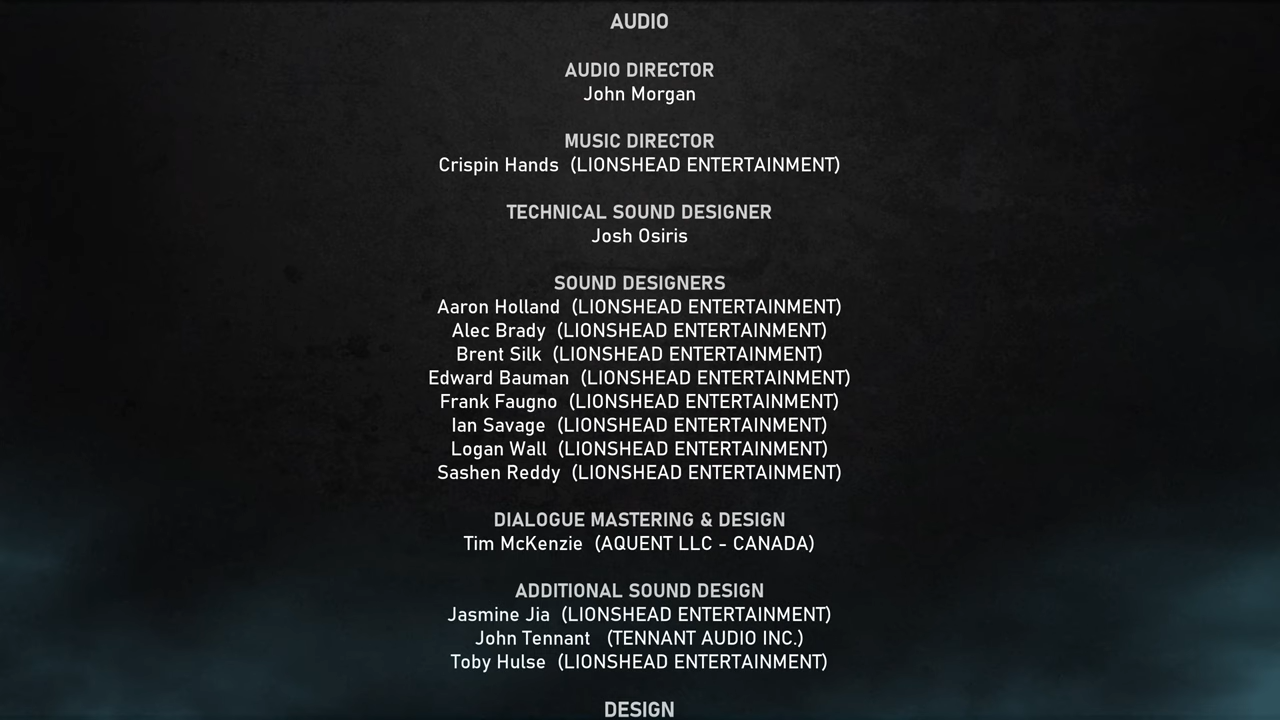 AUDIO
AUDIO DIRECTOR
John Morgan
MUSIC DIRECTOR
Crispin Hands (LIONSHEAD ENTERTAINMENT)
TECHNICAL SOUND DESIGNER
Josh Osiris
SOUND DESIGNERS
Aaron Holland (LIONSHEAD ENTERTAINMENT)
Alec Brady (LIONSHEAD ENTERTAINMENT)
Brent Silk (LIONSHEAD ENTERTAINMENT)
Edward Bauman (LIONSHEAD ENTERTAINMENT)
Frank Faugno (LIONSHEAD ENTERTAINMENT)
Ian Savage (LIONSHEAD ENTERTAINMENT)
Logan Wall (LIONSHEAD ENTERTAINMENT)
Sashen Reddy (LIONSHEAD ENTERTAINMENT)
DIALOGUE MASTERING & DESIGN
Tim McKenzie (AQUENT LLC - CANADA)
ADDITIONAL SOUND DESIGN
Jasmine Jia (LIONSHEAD ENTERTAINMENT)
John Tennant (TENNANT AUDIO INC.)
Toby Hulse (LIONSHEAD ENTERTAINMENT)
DESIGN